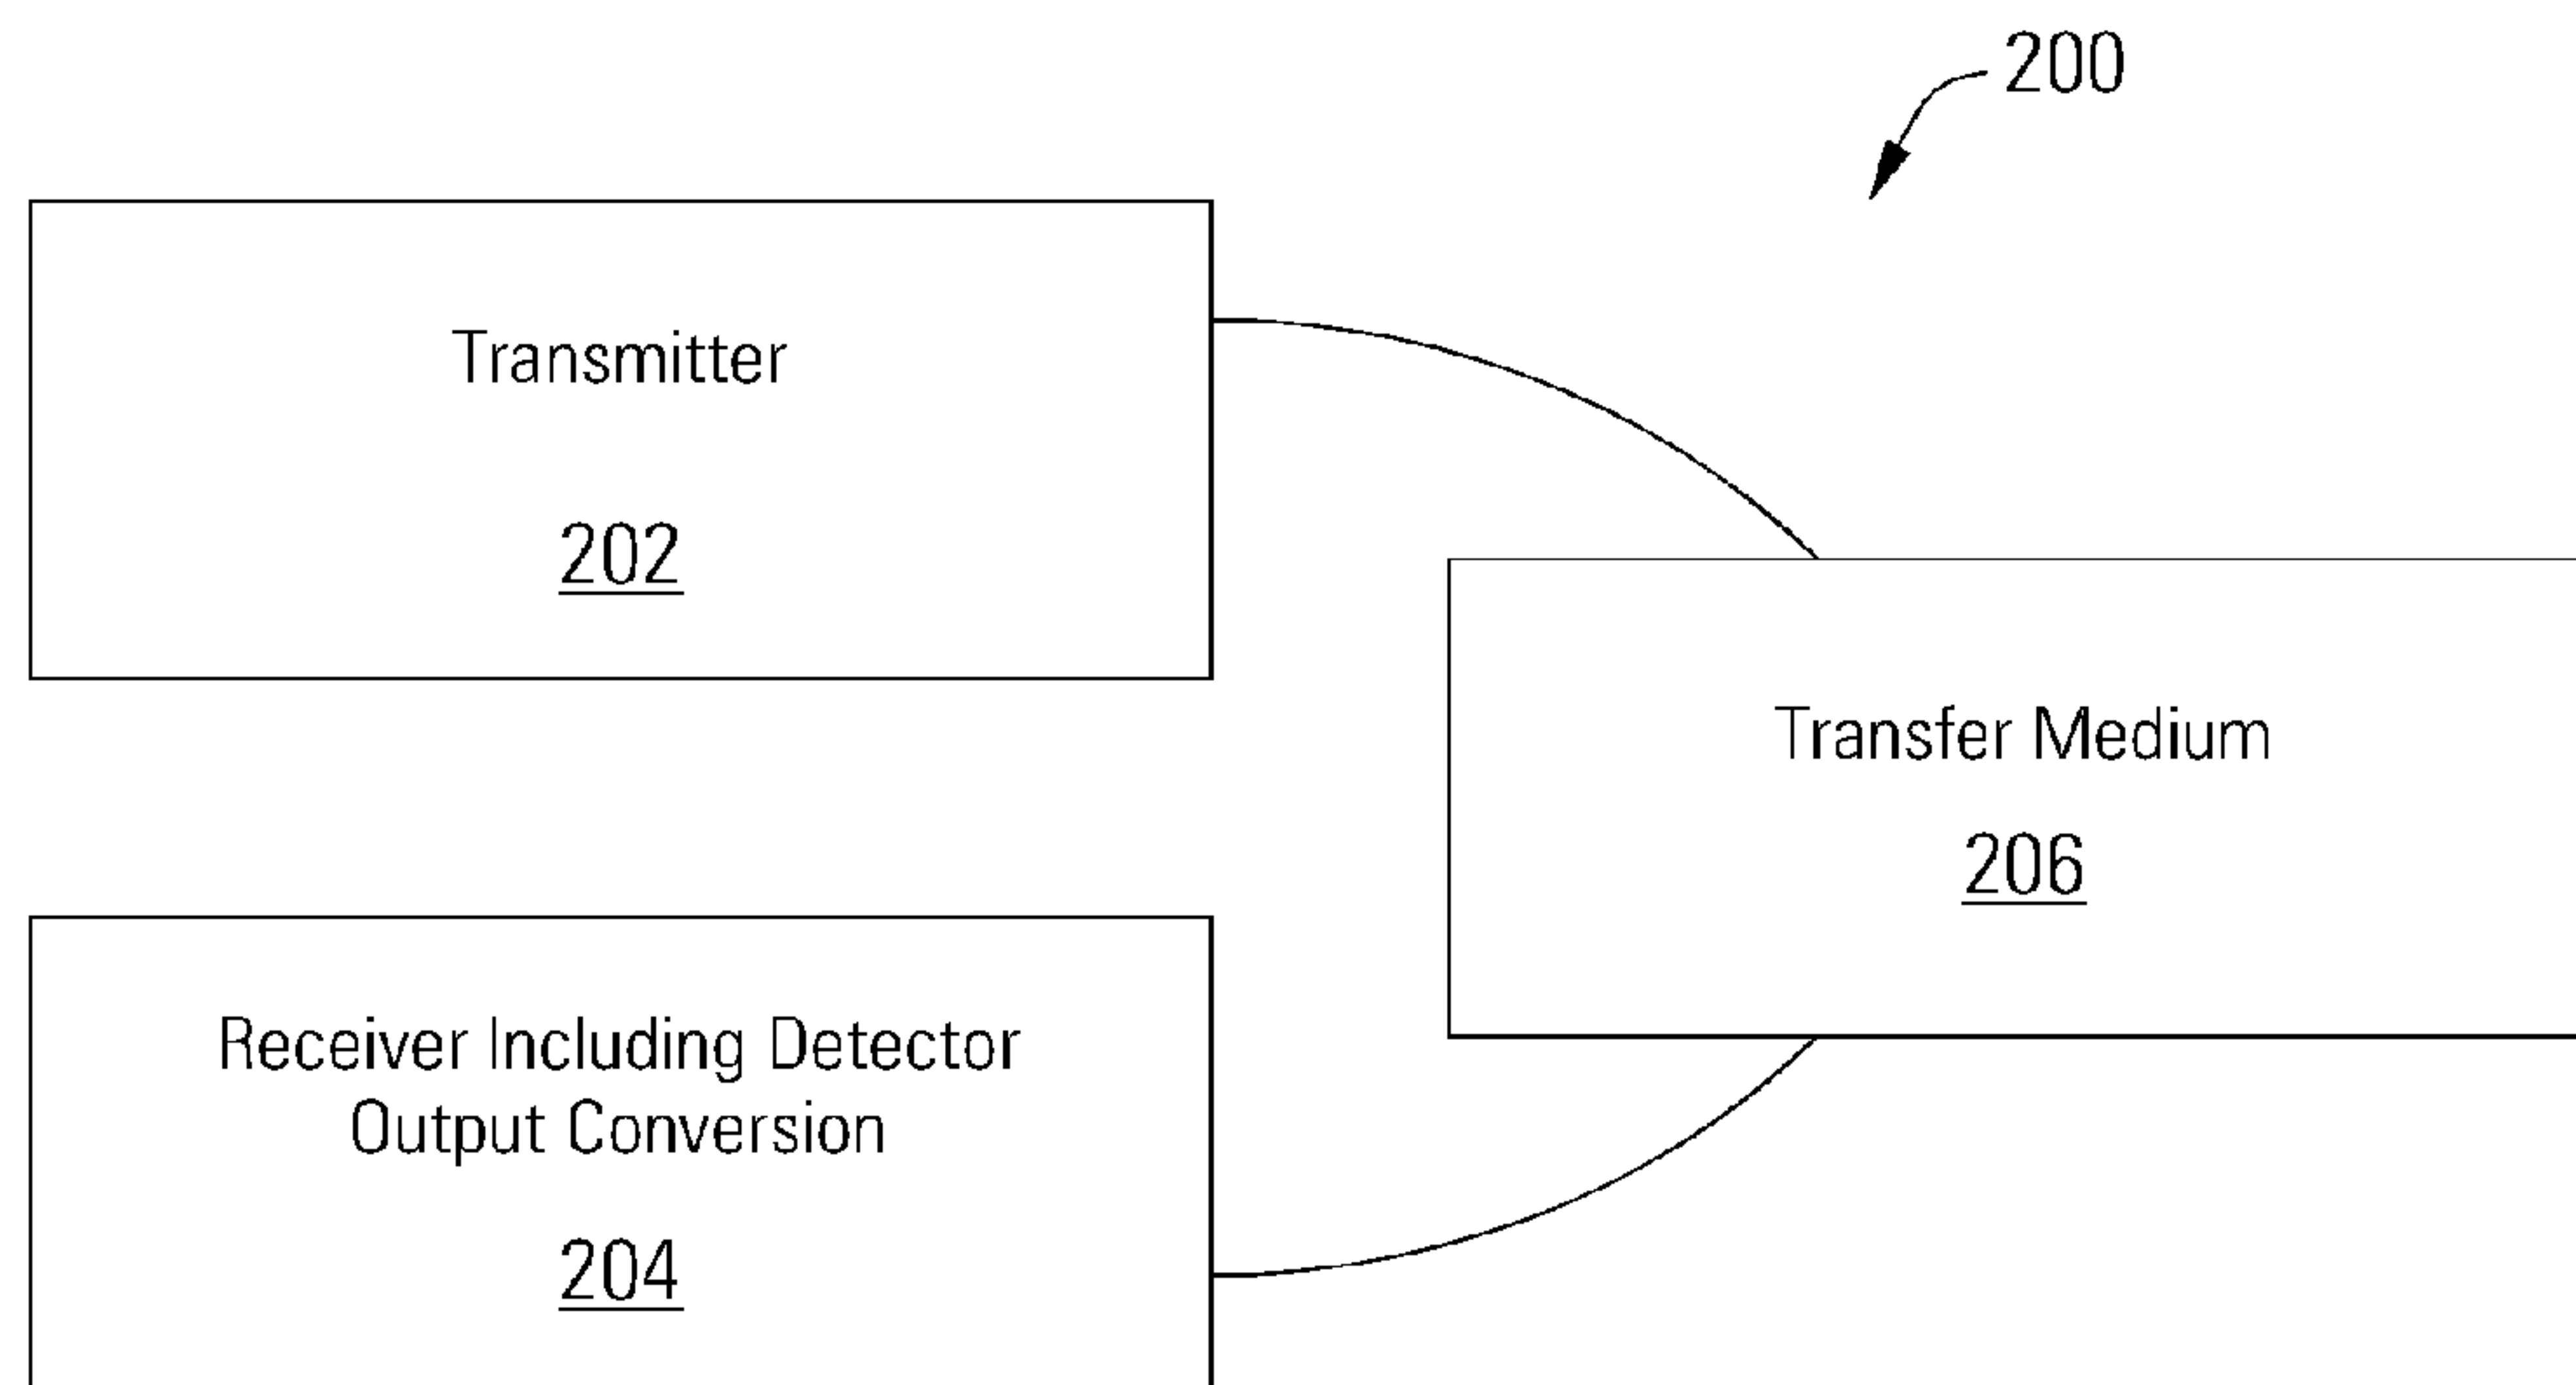 200
Transmitter
202
Transfer Medium
206
Receiver Including Detector
Output Conversion
204